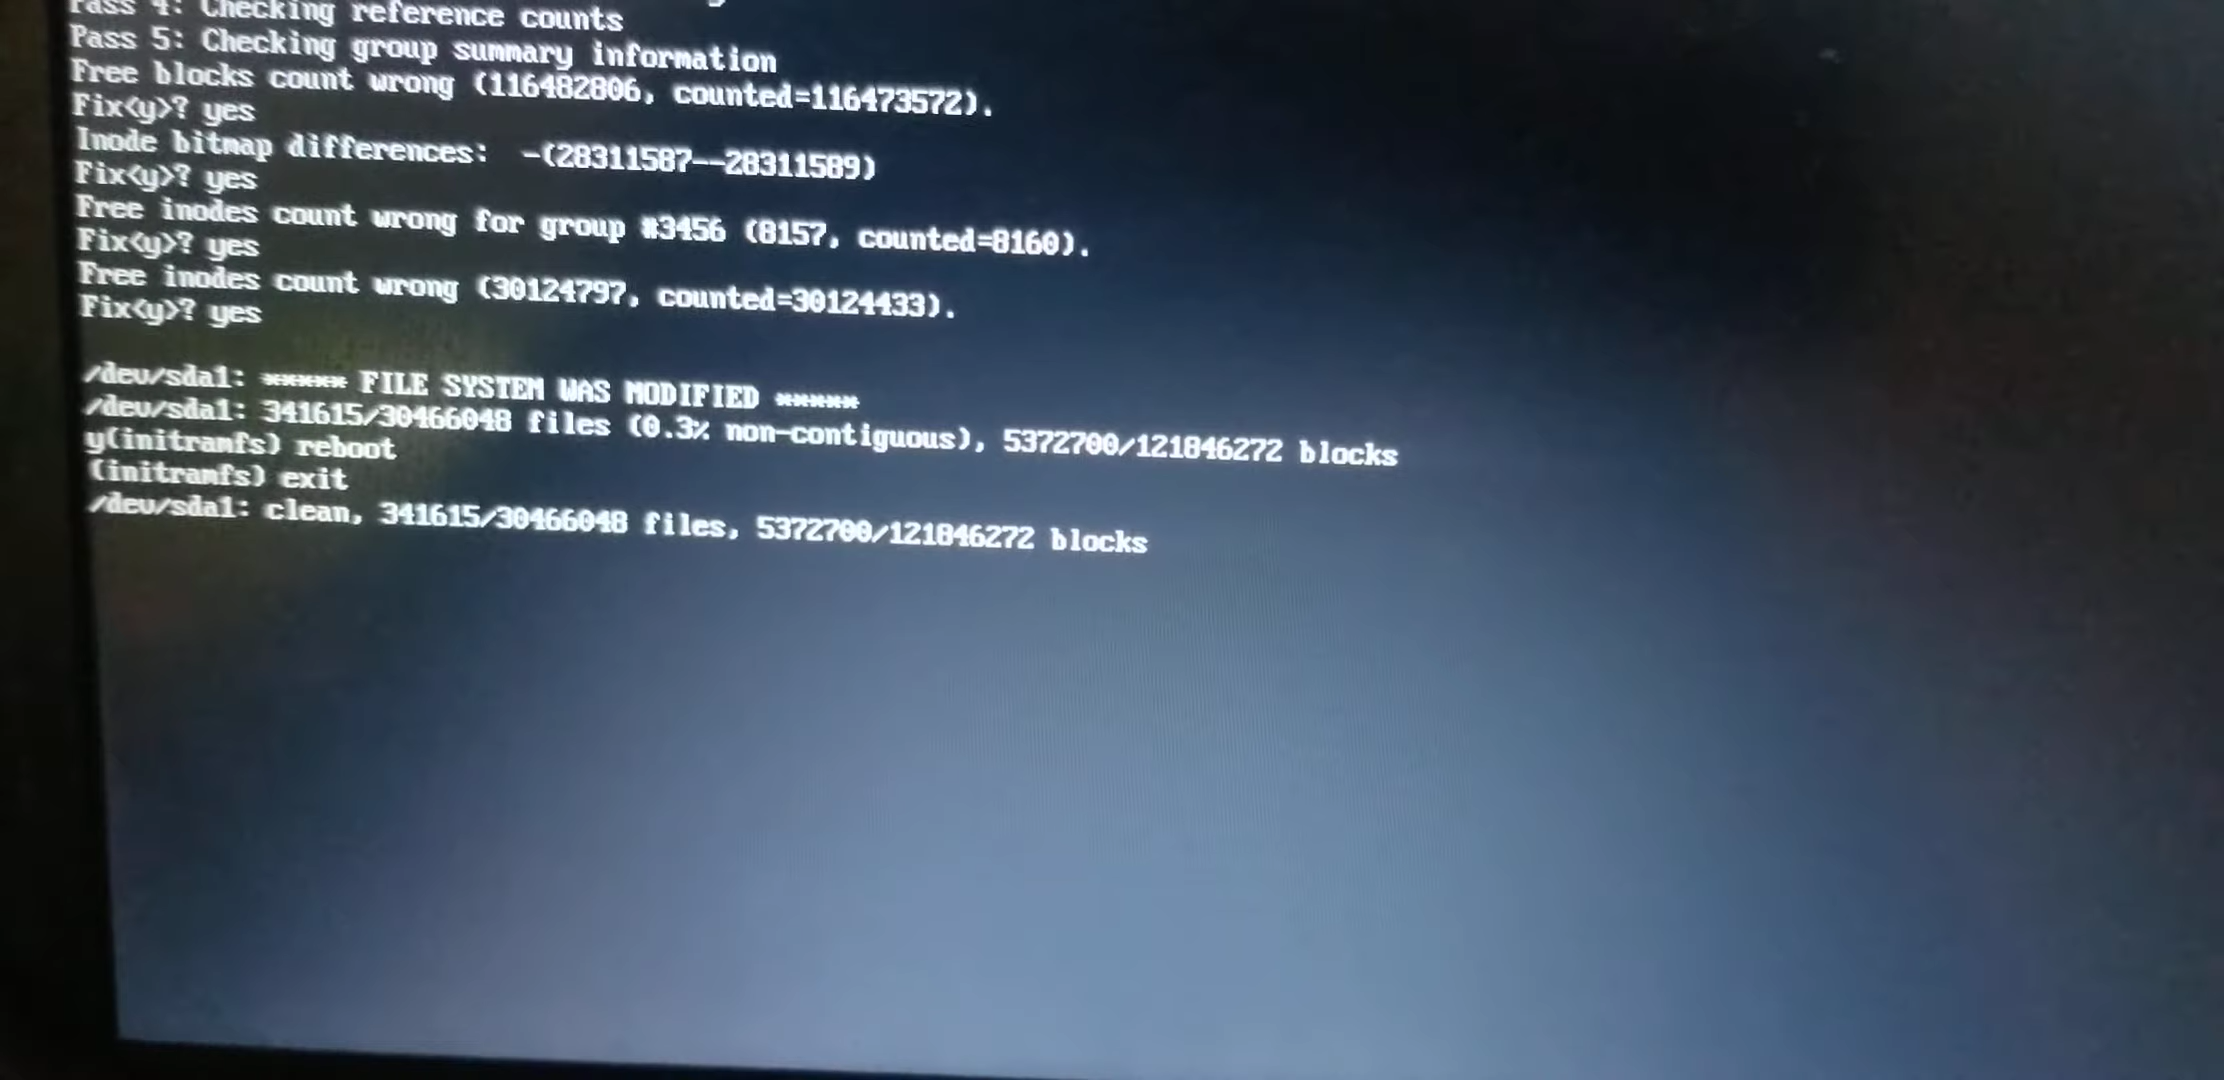 Pass 4: Checking reference counts
Pass 5: Checking group summary information
Free blocks count wrong (116482806, counted=116473572).
Fix<y>? yes
Inode bitmap differences:  -(28311587--28311589)
Fix<y>? yes
Free inodes count wrong for group #3456 (8157, counted=8160).
Fix<y>? yes
Free inodes count wrong (30124797, counted=30124433).
Fix<y>? yes
/dev/sda1: ***** FILE SYSTEM WAS MODIFIED *****
/dev/sda1: 341615/30466048 files (0.3% non-contiguous), 5372700/121846272 blocks
y(initramfs) reboot
(initramfs) exit
/dev/sda1: clean, 341615/30466048 files, 5372700/121846272 blocks